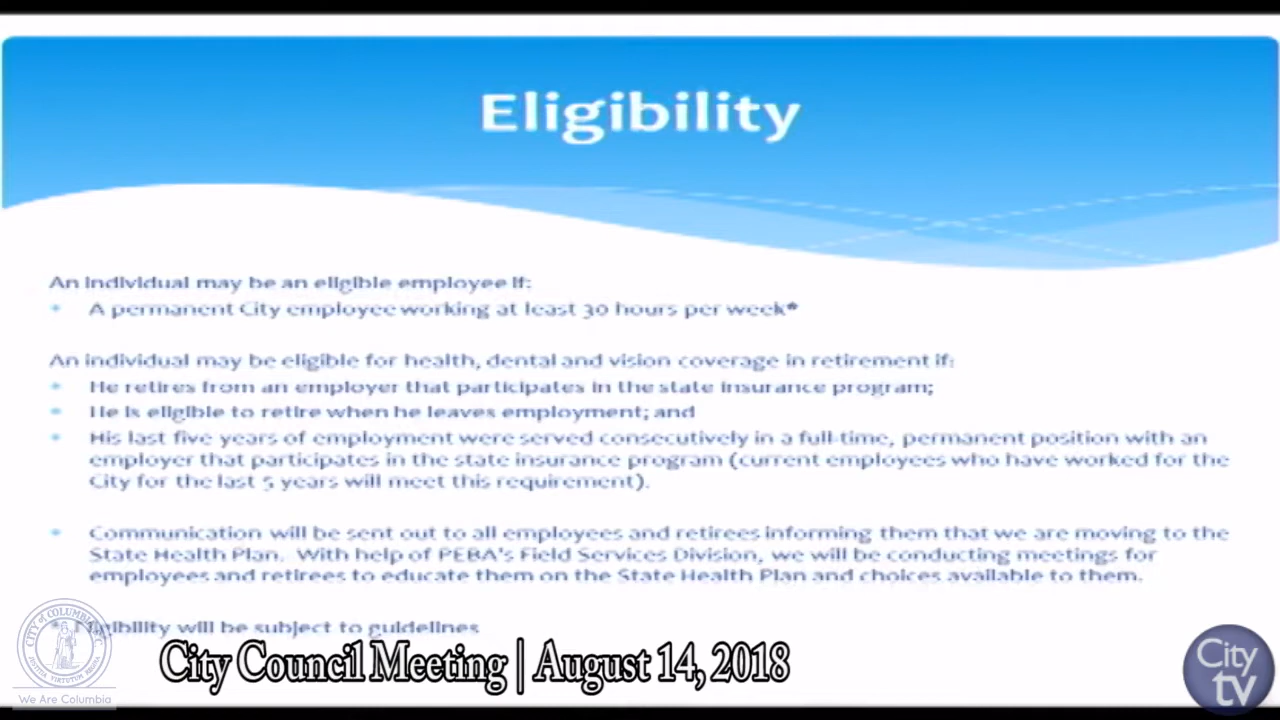 Eligibility
An individual may be an eligible employee if:
• A permanent City employee working at least 30 hours per week*
An individual may be eligible for health, dental and vision coverage in retirement if:
• He retires from an employer that participates in the state insurance program;
• He is eligible to retire when he leaves employment; and
• His last five years of employment were served consecutively in a full-time, permanent position with an
employer that participates in the state insurance program (current employees who have worked for the
City for the last 5 years will meet this requirement).
• Communication will be sent out to all employees and retirees informing them that we are moving to the
State Health Plan. With help of PEBA's Field Services Division, we will be conducting meetings for
employees and retirees to educate them on the State Health Plan and choices available to them.
will be subject to guidelines
City Council Meeting | August 14, 2018
We Are Columbia
City
tv